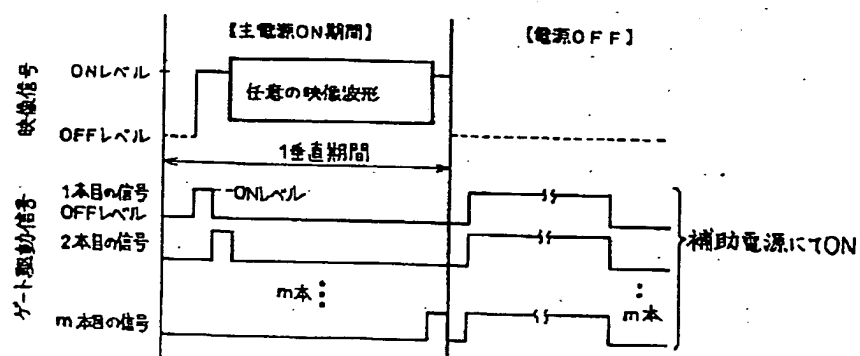 【主電源ON期間】
【電源OFF】
映像信号
ONレベル
任意の映像波形
OFFレベル
1垂直期間
ゲート駆動信号
1本目の信号
ONレベル
OFFレベル
2本目の信号
m本
m本目の信号
m本
補助電源にてON